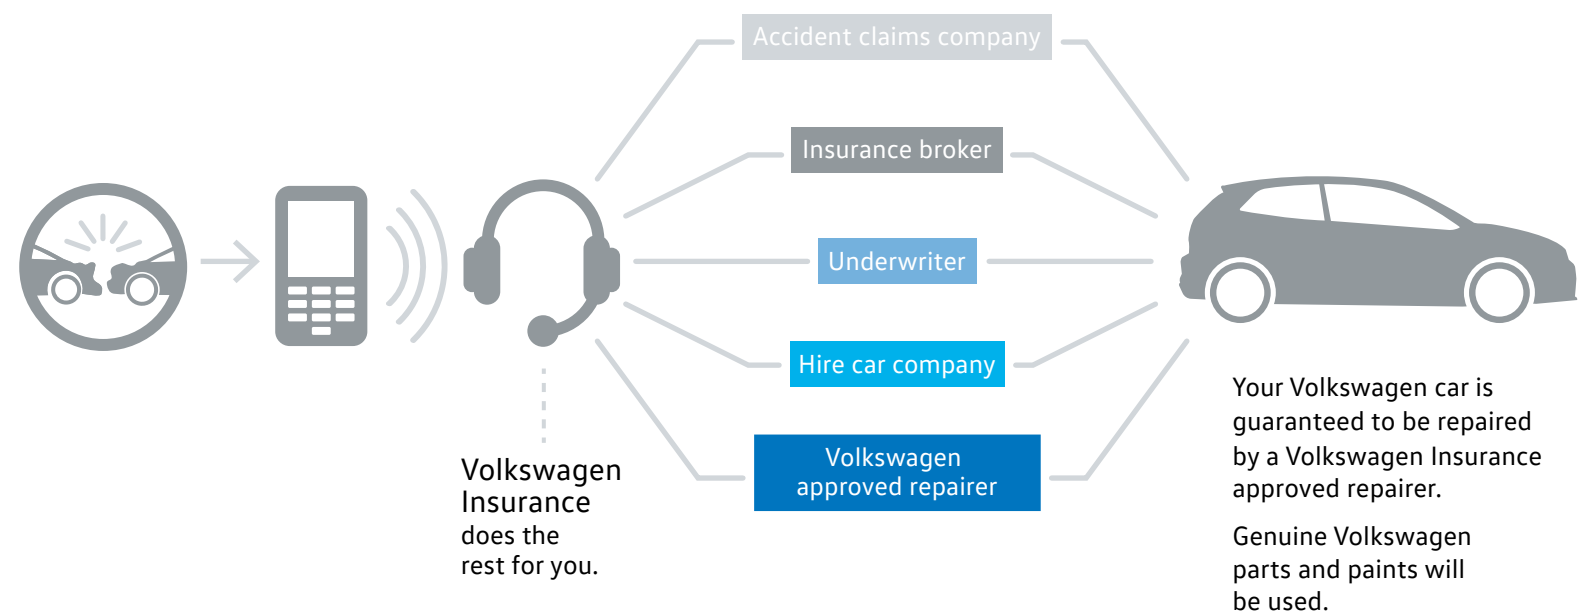 Accident claims company
Insurance broker
Underwriter
Hire car company
Volkswagen
approved repairer
Volkswagen
Insurance
does the
rest for you.
Your Volkswagen car is
guaranteed to be repaired
by a Volkswagen Insurance
approved repairer.
Genuine Volkswagen
parts and paints will
be used.